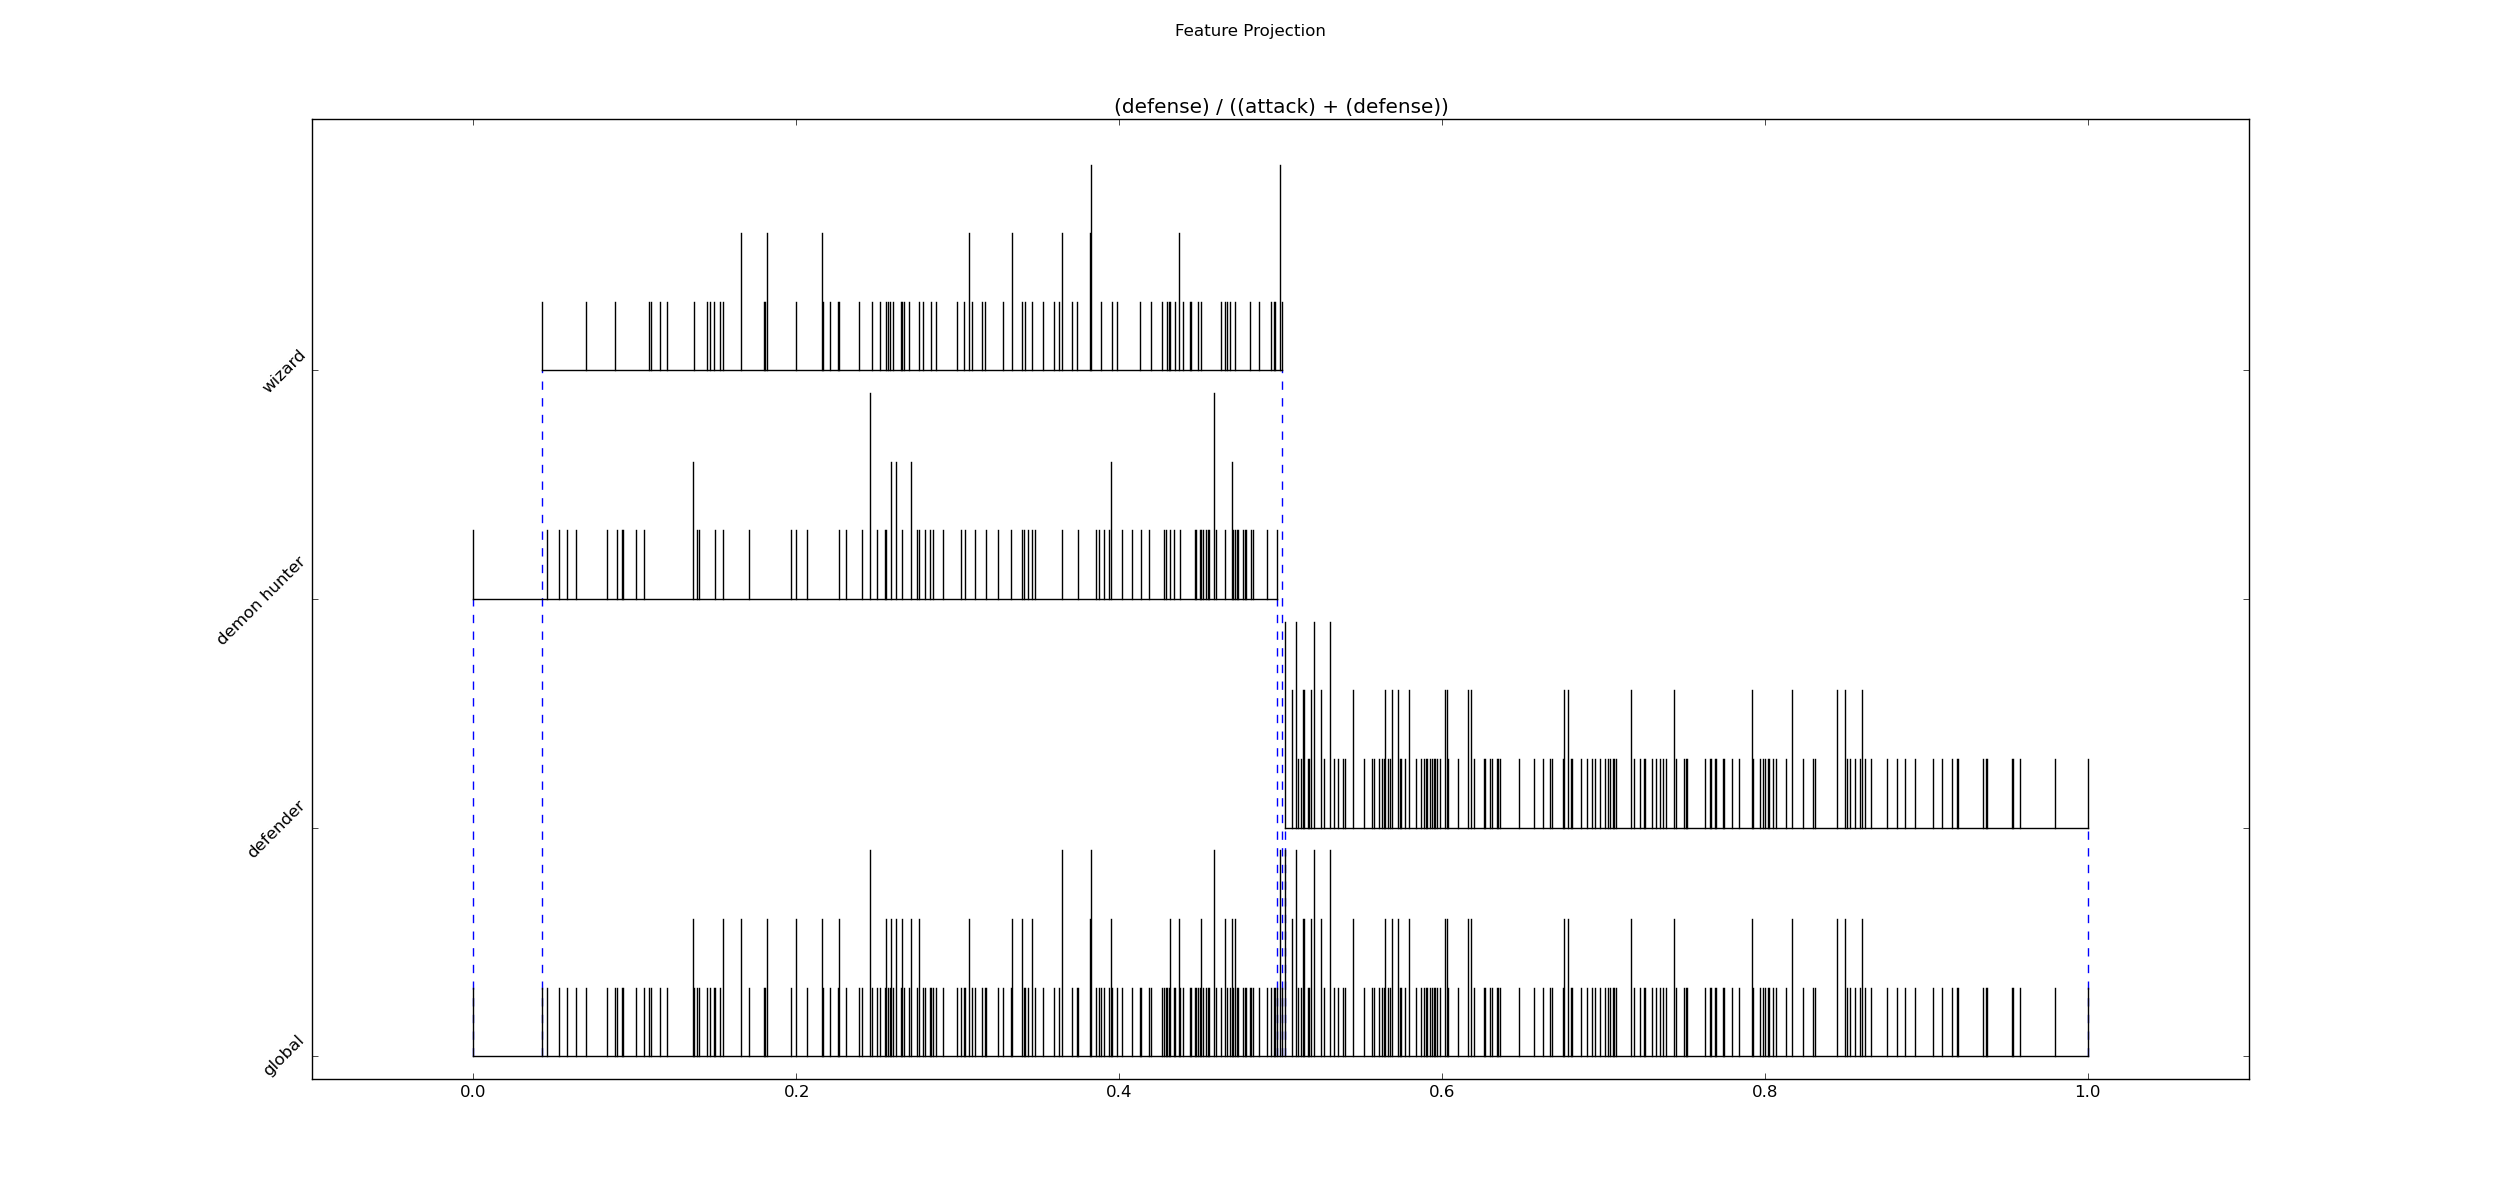 Feature Projection
(defense) / ((attack) + (defense))
wizard
demon hunter
defender
global
0.0 0.2 0.4 0.6 0.8 1.0